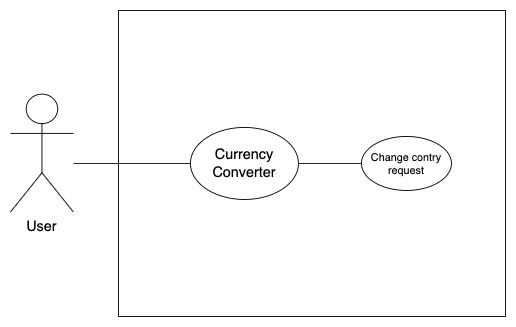 Currency
Converter
Change contry
request
User